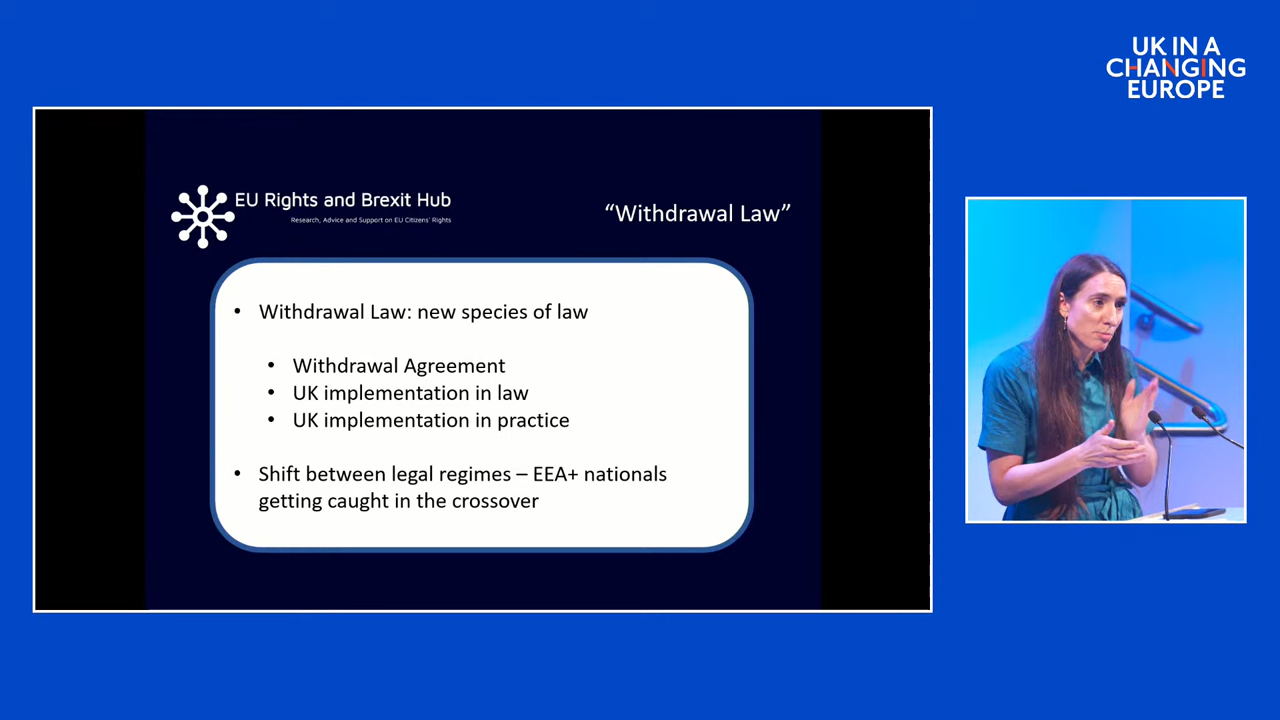 UK IN A
CHANGING
EUROPE
EU Rights and Brexit Hub
Research, Advice and Support on EU Citizens' Rights
“Withdrawal Law”
• Withdrawal Law: new species of law
• Withdrawal Agreement
• UK implementation in law
• UK implementation in practice
• Shift between legal regimes – EEA+ nationals
getting caught in the crossover